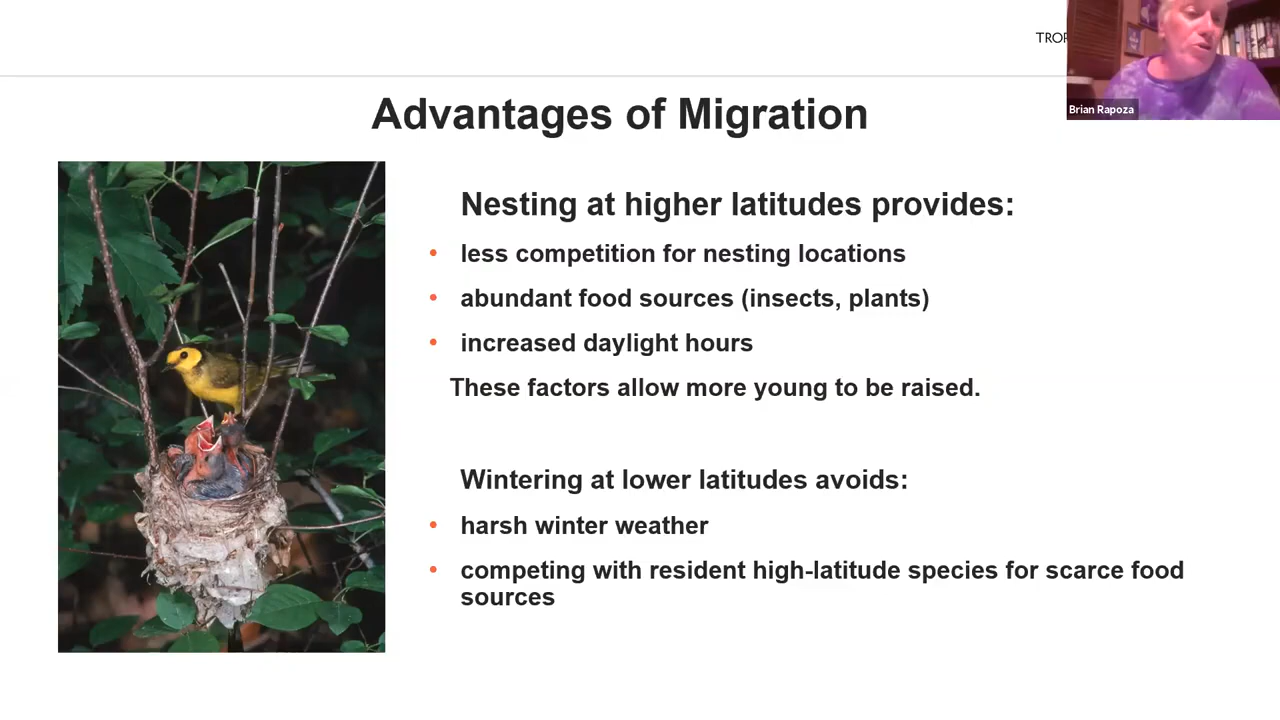 Brian Rapoza
Advantages of Migration
Nesting at higher latitudes provides:
• less competition for nesting locations
• abundant food sources (insects, plants)
• increased daylight hours
These factors allow more young to be raised.
Wintering at lower latitudes avoids:
• harsh winter weather
• competing with resident high-latitude species for scarce food
sources